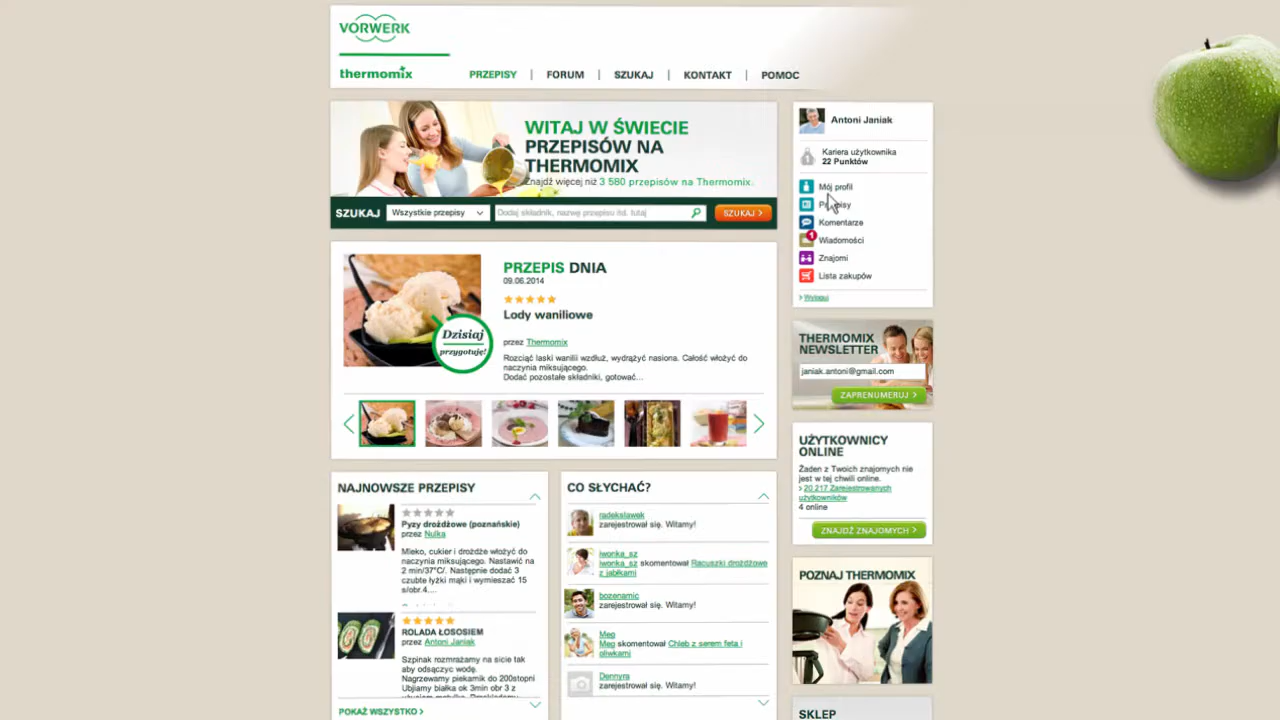 VORWERK
thermomix
PRZEPISY | FORUM | SZUKAJ | KONTAKT | POMOC
WITAJ W ŚWIECIE
PRZEPISÓW NA
THERMOMIX
Znajdź więcej niż 3 580 przepisów na Thermomix.
SZUKAJ Wszystkie przepisy Dodaj składnik, nazwę przepisu itd. tutaj SZUKAJ >
PRZEPIS DNIA
09.06.2014
Lody waniliowe
Dzisiaj
przygotuję!
przez Thermomix
Rozciąć laski wanilii wzdłuż, wydrążyć nasiona. Całość włożyć do
naczynia miksującego.
Dodać pozostałe składniki, gotować...
NAJNOWSZE PRZEPISY
Pyzy drożdżowe (poznańskie)
przez Nulka
Mleko, cukier i drożdże włożyć do
naczynia miksującego. Nastawić na
2 min/37°C/. Następnie dodać 3
czubte łyżki mąki i wymieszać 15
s/obr.4....
ROLADA ŁOSOSIEM
przez Antoni Janiak
Szpinak rozmrażamy na sicie tak
aby odsączyc wodę.
Nagrzewamy piekarnik do 200stopni
Ubjiamy białka ok 3min obr 3 z
POKAŻ WSZYSTKO >
CO SŁYCHAĆ?
radekslawek
zarejestrował się. Witamy!
iwonka_sz
iwonka_sz skomentował Racuszki drożdżowe
z jabłkami
bozenamic
zarejestrował się. Witamy!
Meg
Meg skomentował Chleb z serem feta i
oliwkami
Dennyra
zarejestrował się. Witamy!
Antoni Janiak
Kariera użytkownika
22 Punktów
Mój profil
Komentarze
1
Wiadomości
Znajomi
Lista zakupów
> Wyloguj
THERMOMIX
NEWSLETTER
janiak.antoni@gmail.com
ZAPRENUMERUJ >
UŻYTKOWNICY
ONLINE
Żaden z Twoich znajomych nie
jest w tej chwili online.
> 20 217 Zarejestrowanych
użytkowników
4 online
ZNAJDŹ ZNAJOMYCH >
POZNAJ THERMOMIX
SKLEP